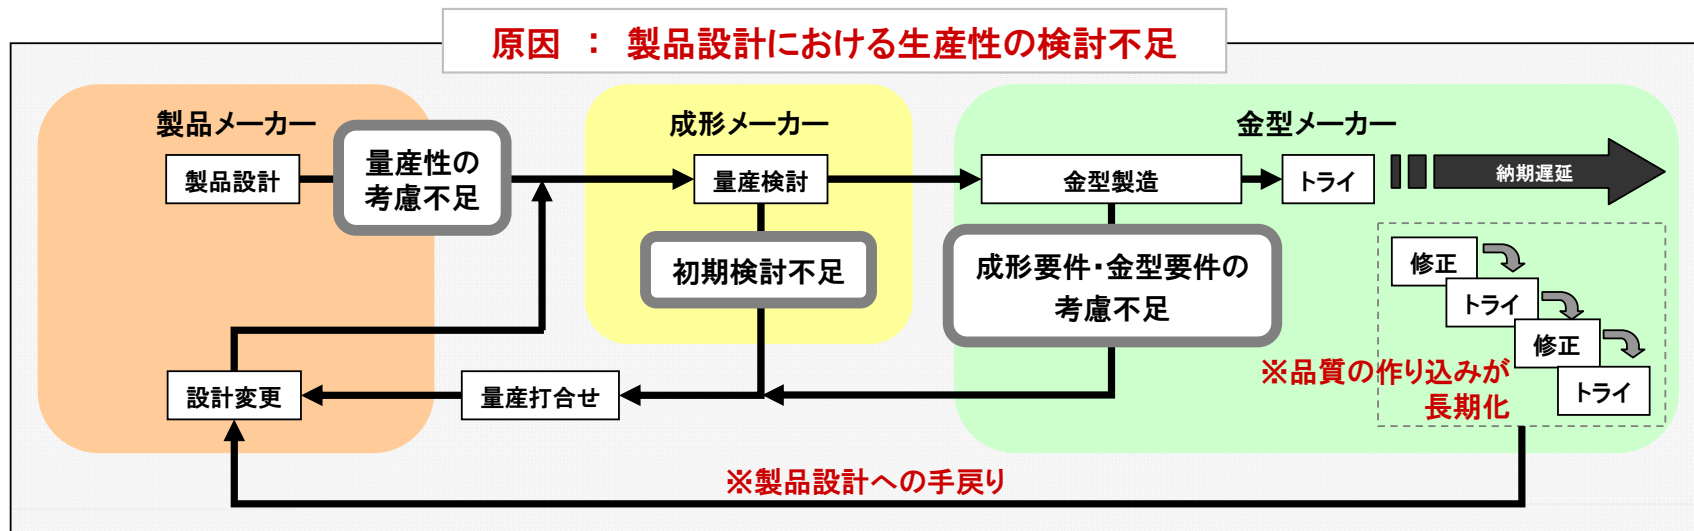 原因 : 製品設計における生産性の検討不足
製品メーカー
成形メーカー
金型メーカー
製品設計
量産性の
考慮不足
量産検討
金型製造
トライ
納期遅延
初期検討不足
成形要件・金型要件の
考慮不足
修正
トライ
修正
トライ
※品質の作り込みが
長期化
設計変更
量産打合せ
※製品設計への手戻り